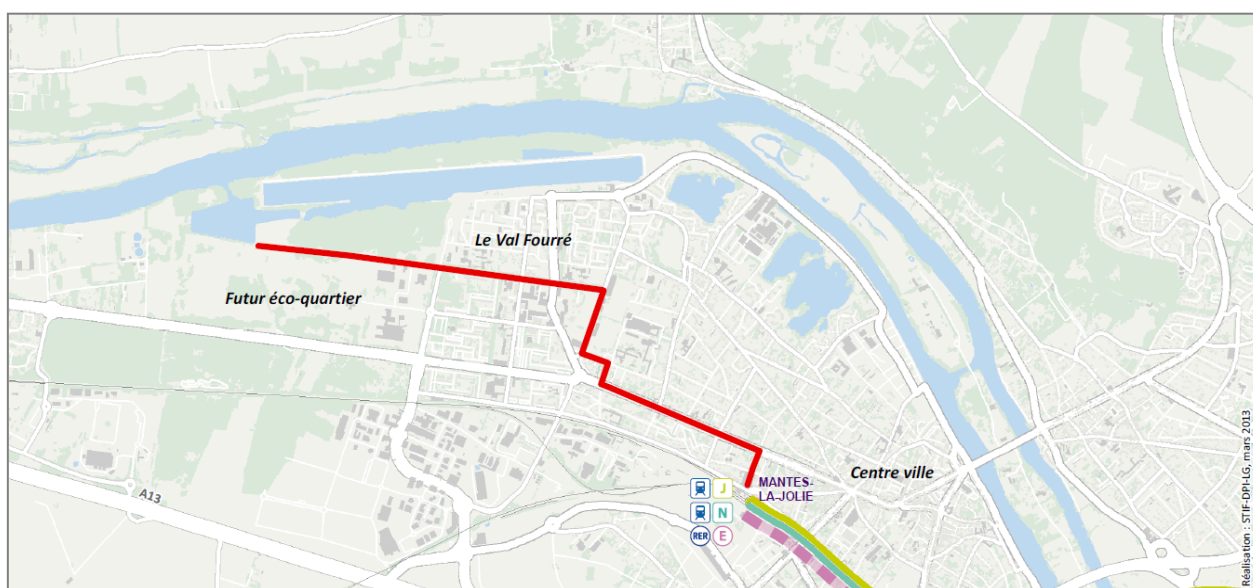 Le Val Fourré
Futur éco-quartier
Centre ville
MANTES-
LA-JOLIE
J
N
RER E
A13
Réalisation : STIF-DPI-LG, mars 2013